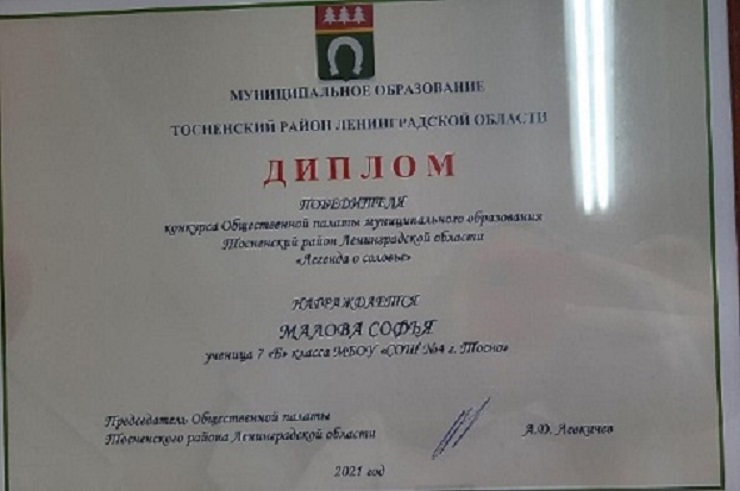 МУНИЦИПАЛЬНОЕ ОБРАЗОВАНИЕ
ТОСНЕНСКИЙ РАЙОН ЛЕНИНГРАДСКОЙ ОБЛАСТИ
ДИПЛОМ
ПОБЕДИТЕЛЯ
конкурса Общественной палаты муниципального образования
Тосненский район Ленинградской области
«Легенда о соловье»
НАГРАЖДАЕТСЯ
МАЛОВА СОФЬЯ
ученица 7 «Б» класса МБОУ «СОШ №4 г. Тосно»
Председатель Общественной палаты
Тосненского района Ленинградской области
А.Ф.
2021 год